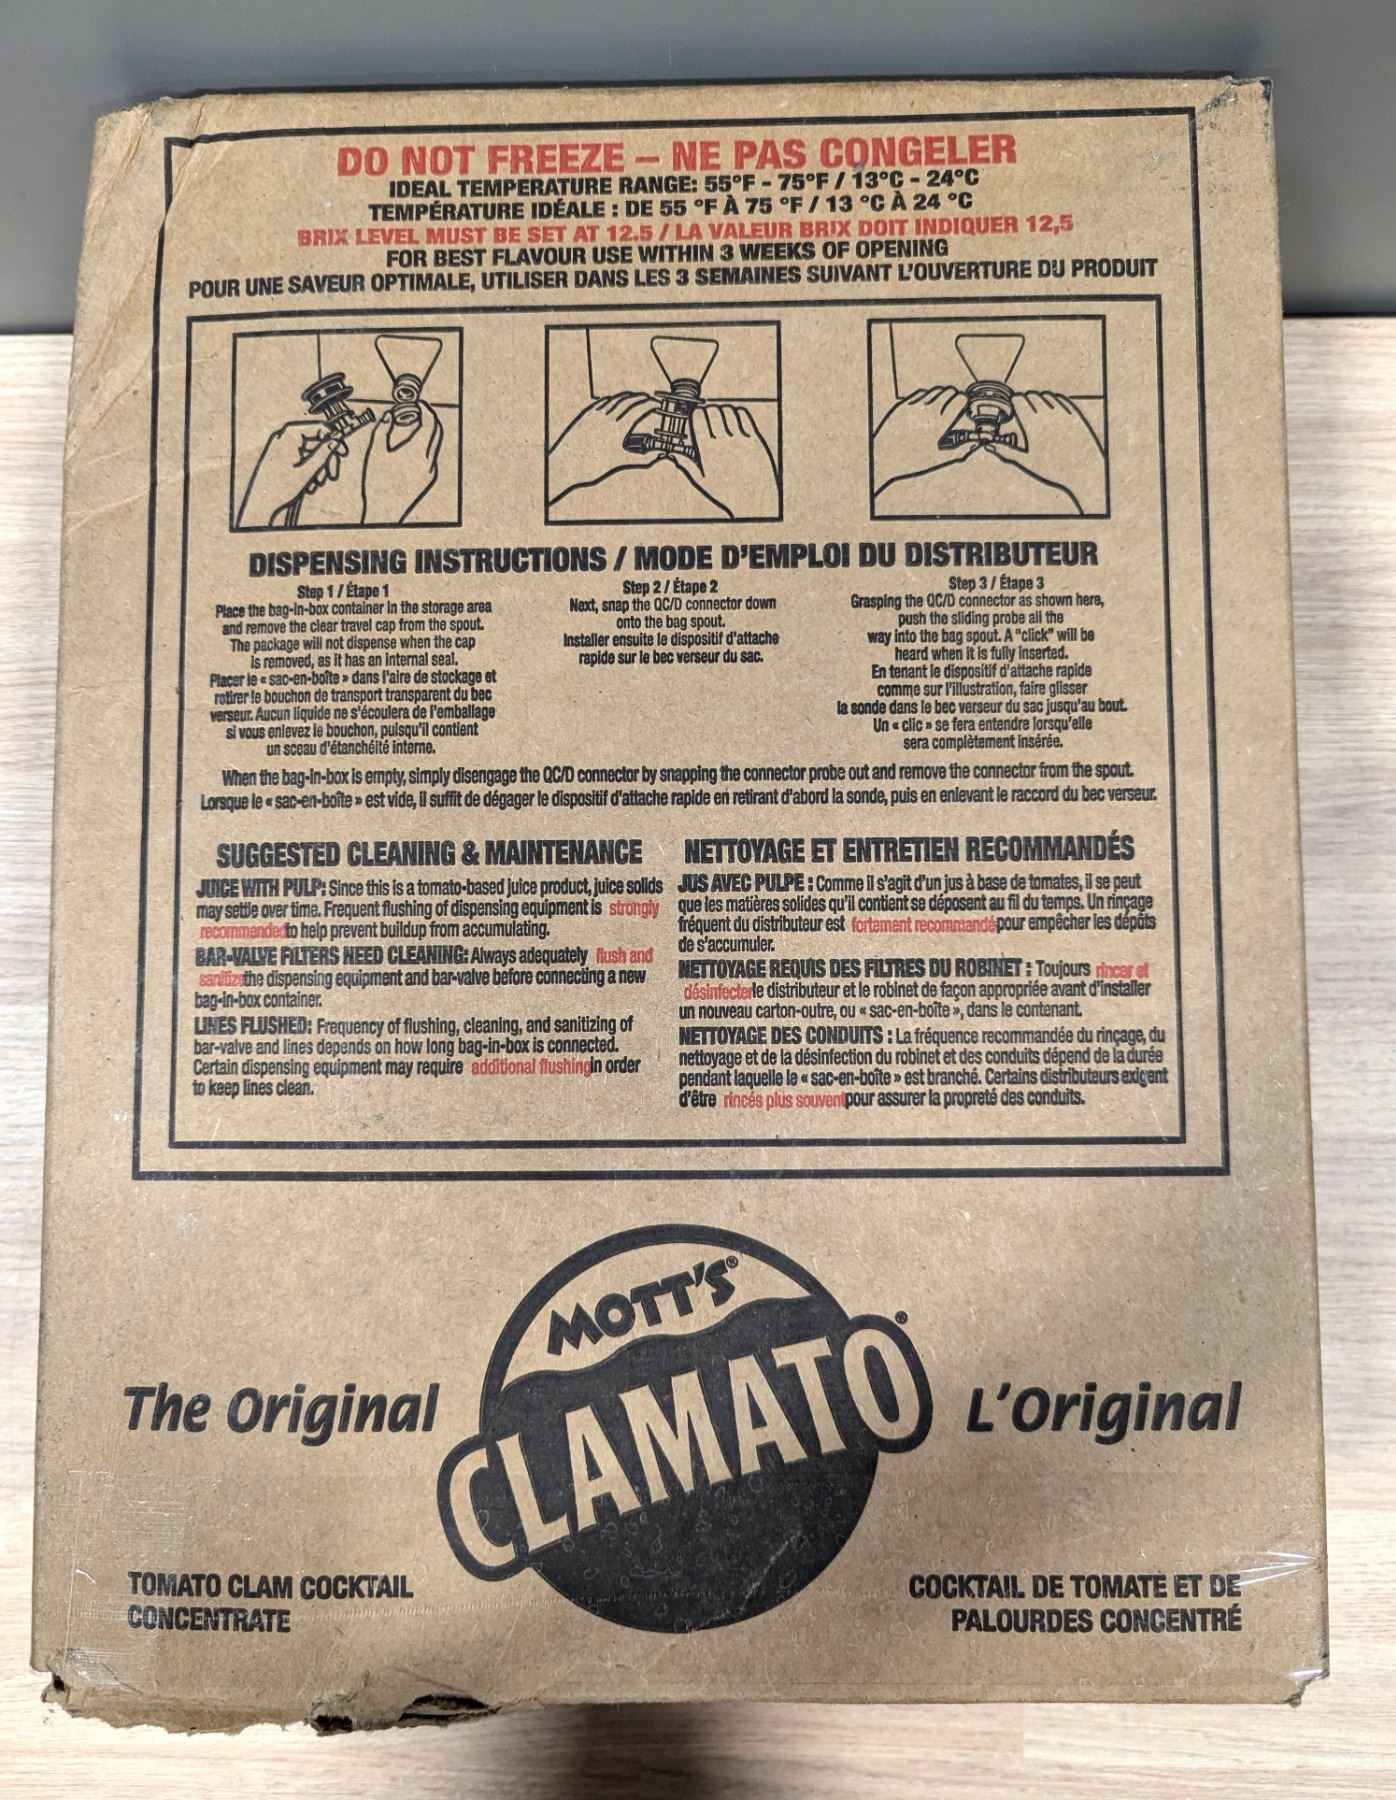 DO NOT FREEZE – NE PAS CONGELER
IDEAL TEMPERATURE RANGE: 55°F - 75°F / 13°C - 24°C
TEMPÉRATURE IDÉALE : DE 55 °F À 75 °F / 13 °C À 24 °C
BRIX LEVEL MUST BE SET AT 12.5 / LA VALEUR BRIX DOIT INDIQUER 12,5
FOR BEST FLAVOUR USE WITHIN 3 WEEKS OF OPENING
POUR UNE SAVEUR OPTIMALE, UTILISER DANS LES 3 SEMAINES SUIVANT L'OUVERTURE DU PRODUIT
DISPENSING INSTRUCTIONS / MODE D'EMPLOI DU DISTRIBUTEUR
Step 1 / Étape 1
Place the bag-in-box container in the storage area
and remove the clear travel cap from the spout.
The package will not dispense when the cap
is removed, as it has an internal seal.
Placer le « sac-en-boîte » dans l'aire de stockage et
retirer le bouchon de transport transparent du bec
verseur. Aucun liquide ne s'écoulera de l'emballage
si vous enlevez le bouchon, puisqu'il contient
un sceau d'étanchéité interne.
Step 2 / Étape 2
Next, snap the QC/D connector down
onto the bag spout.
Installer ensuite le dispositif d'attache
rapide sur le bec verseur du sac.
Step 3 / Étape 3
Grasping the QC/D connector as shown here,
push the sliding probe all the
way into the bag spout. A "click" will be
heard when it is fully inserted.
En tenant le dispositif d'attache rapide
comme sur l'illustration, faire glisser
la sonde dans le bec verseur du sac jusqu'au bout.
Un « clic » se fera entendre lorsqu'elle
sera complètement insérée.
When the bag-in-box is empty, simply disengage the QC/D connector by snapping the connector probe out and remove the connector from the spout.
Lorsque le « sac-en-boîte » est vide, il suffit de dégager le dispositif d'attache rapide en retirant d'abord la sonde, puis en enlevant le raccord du bec verseur.
SUGGESTED CLEANING & MAINTENANCE
JUICE WITH PULP: Since this is a tomato-based juice product, juice solids
may settle over time. Frequent flushing of dispensing equipment is strongly
recommended to help prevent buildup from accumulating.
BAR-VALVE FILTERS NEED CLEANING: Always adequately flush and
sanitize the dispensing equipment and bar-valve before connecting a new
bag-in-box container.
LINES FLUSHED: Frequency of flushing, cleaning, and sanitizing of
bar-valve and lines depends on how long bag-in-box is connected.
Certain dispensing equipment may require additional flushing in order
to keep lines clean.
NETTOYAGE ET ENTRETIEN RECOMMANDÉS
JUS AVEC PULPE : Comme il s'agit d'un jus à base de tomates, il se peut
que les matières solides qu'il contient se déposent au fil du temps. Un rinçage
fréquent du distributeur est fortement recommandé pour empêcher les dépôts
de s'accumuler.
NETTOYAGE REQUIS DES FILTRES DU ROBINET : Toujours rincer et
désinfecter le distributeur et le robinet de façon appropriée avant d'installer
un nouveau carton-outre, ou « sac-en-boîte », dans le contenant.
NETTOYAGE DES CONDUITS : La fréquence recommandée du rinçage, du
nettoyage et de la désinfection du robinet et des conduits dépend de la durée
pendant laquelle le « sac-en-boîte » est branché. Certains distributeurs exigent
d'être rincés plus souvent pour assurer la propreté des conduits.
MOTT'S®
The Original
CLAMATO®
L'Original
TOMATO CLAM COCKTAIL
CONCENTRATE
COCKTAIL DE TOMATE ET DE
PALOURDES CONCENTRÉ